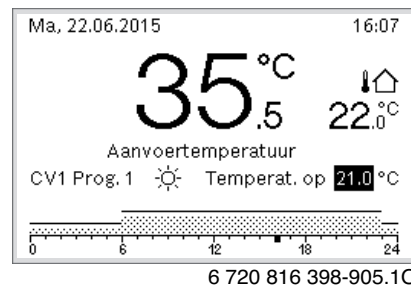 Ma, 22.06.2015 16:07
35.5 °C 22.0°C
Aanvoertemperatuur
CV1 Prog. 1 Temperat. op 21.0 °C
0 6 12 18 24
6 720 816 398-905.1O